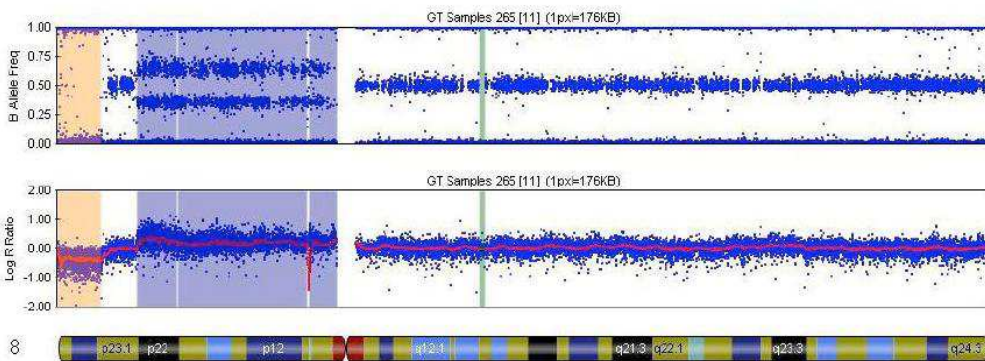 GT Samples 265 [11] (1pxl=176KB)
1.00
0.75
0.50
0.25
0.00
B Allele Freq
GT Samples 265 [11] (1pxl=176KB)
2.00
1.00
0.00
-1.00
-2.00
Log R Ratio
8 p23.1 p22 p12 q12.1 q21.3 q22.1 q23.3 q24.3